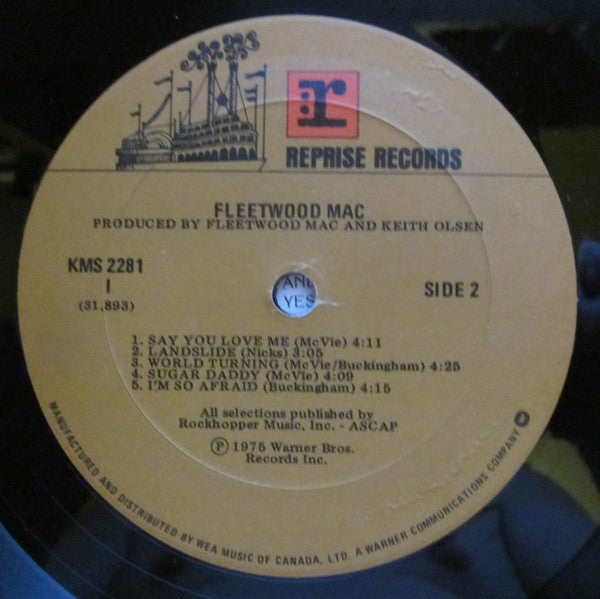 ar
REPRISE RECORDS
FLEETWOOD MAC
PRODUCED BY FLEETWOOD MAC AND KEITH OLSEN
KMS 2281
I
(31,893)
SIDE 2
AND
YES
1. SAY YOU LOVE ME (McVie) 4:11
2. LANDSLIDE (Nicks) 3:05
3. WORLD TURNING (McVie/Buckingham) 4:25
4. SUGAR DADDY (McVie) 4:09
5. I'M SO AFRAID (Buckingham) 4:15
All selections published by
Rockhopper Music, Inc. - ASCAP
Ⓟ 1975 Warner Bros.
Records Inc.
MANUFACTURED AND DISTRIBUTED BY WEA MUSIC OF CANADA, LTD. A WARNER COMMUNICATIONS COMPANY